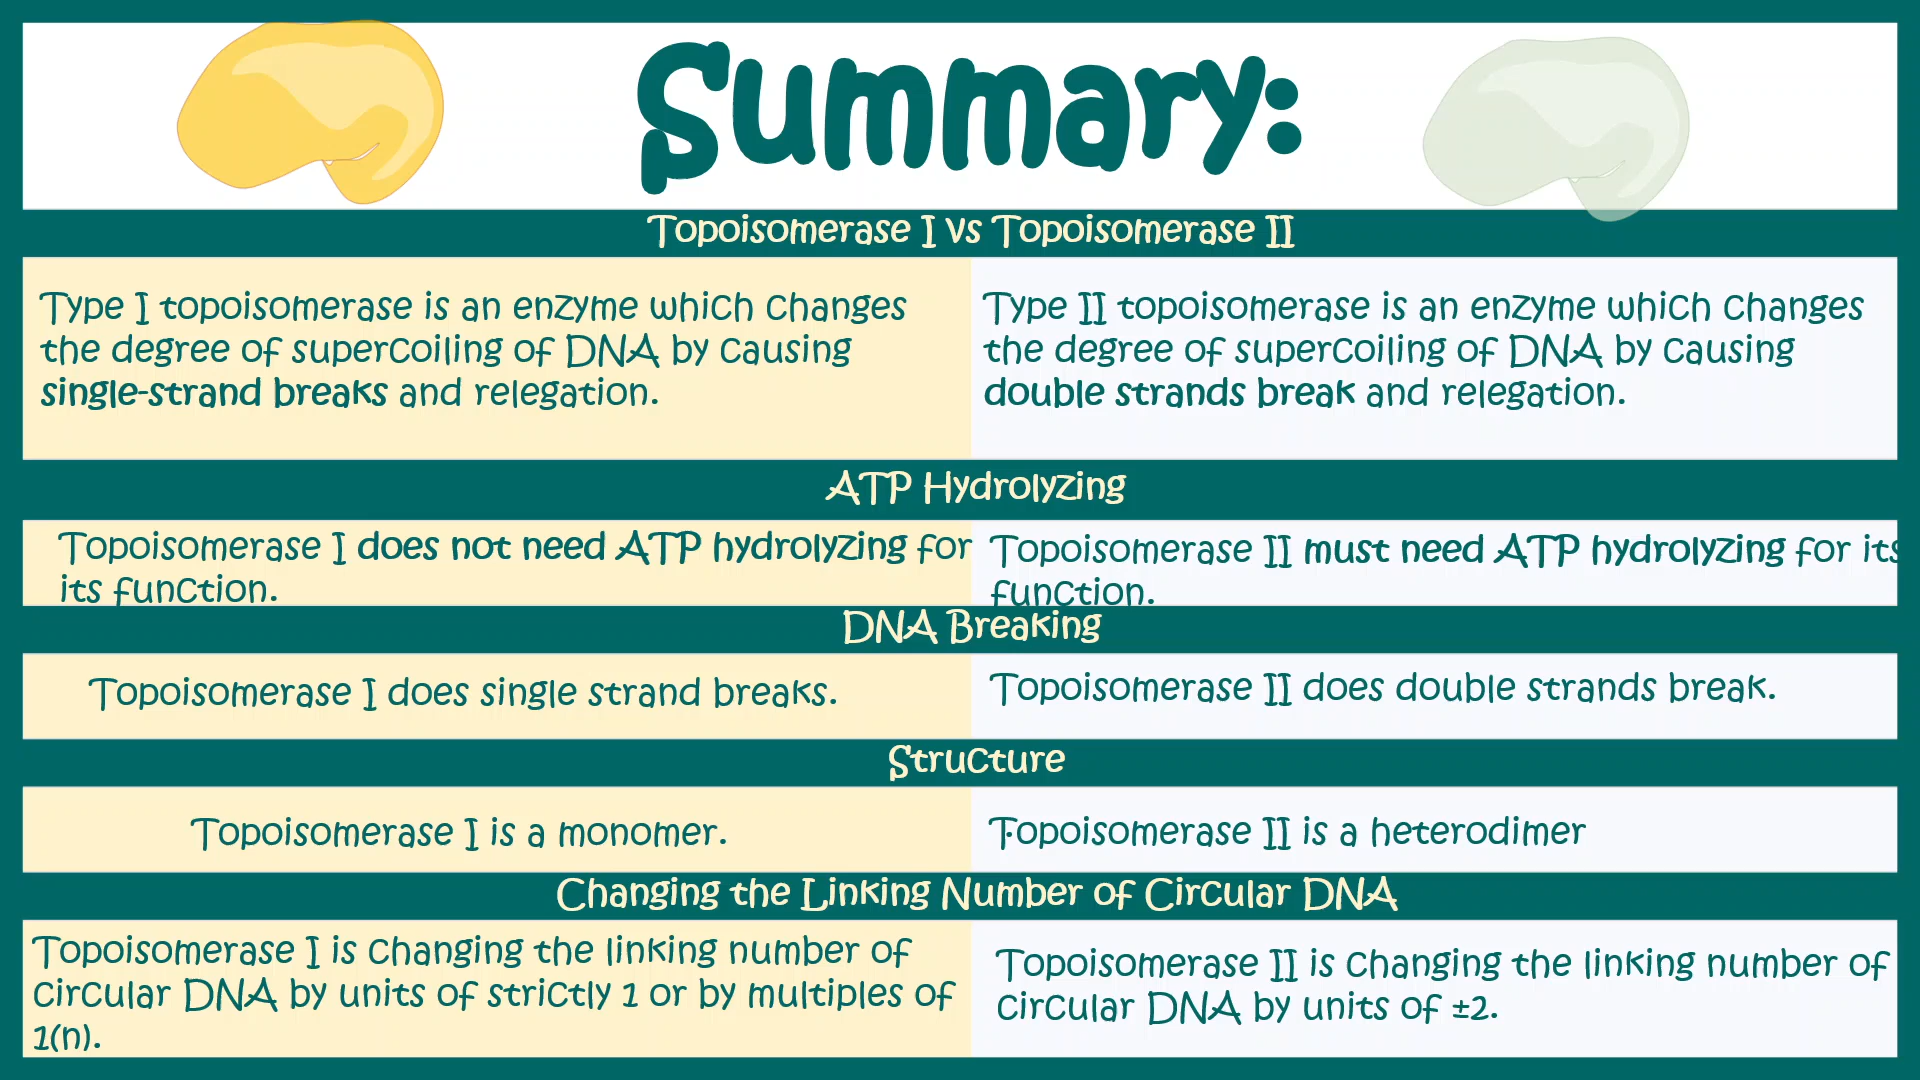 Summary:
Topoisomerase I vs Topoisomerase II
Type I topoisomerase is an enzyme which changes
the degree of supercoiling of DNA by causing
single-strand breaks and relegation.
Type II topoisomerase is an enzyme which changes
the degree of supercoiling of DNA by causing
double strands break and relegation.
ATP Hydrolyzing
Topoisomerase I does not need ATP hydrolyzing for
its function.
Topoisomerase II must need ATP hydrolyzing for its
function.
DNA Breaking
Topoisomerase I does single strand breaks.
Topoisomerase II does double strands break.
Structure
Topoisomerase I is a monomer.
Topoisomerase II is a heterodimer
Changing the Linking Number of Circular DNA
Topoisomerase I is changing the linking number of
circular DNA by units of strictly 1 or by multiples of
1(n).
Topoisomerase II is changing the linking number of
circular DNA by units of ±2.